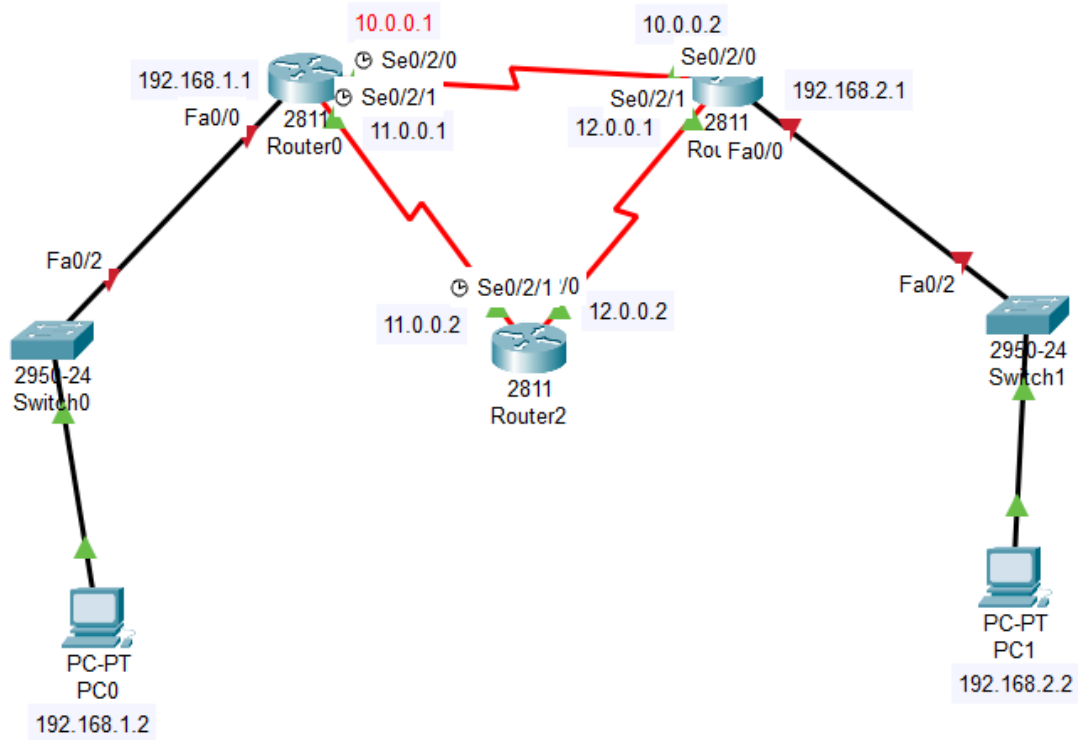 10.0.0.1
10.0.0.2
Se0/2/0
Se0/2/0
192.168.1.1
192.168.2.1
Fa0/0
Se0/2/1
Se0/2/1
2811
Router0
11.0.0.1
12.0.0.1
2811
Fa0/0
Fa0/2
Fa0/2
Se0/2/1
/0
11.0.0.2
12.0.0.2
2811
Router2
2950-24
Switch0
2950-24
Switch1
PC-PT
PC0
192.168.1.2
PC-PT
PC1
192.168.2.2